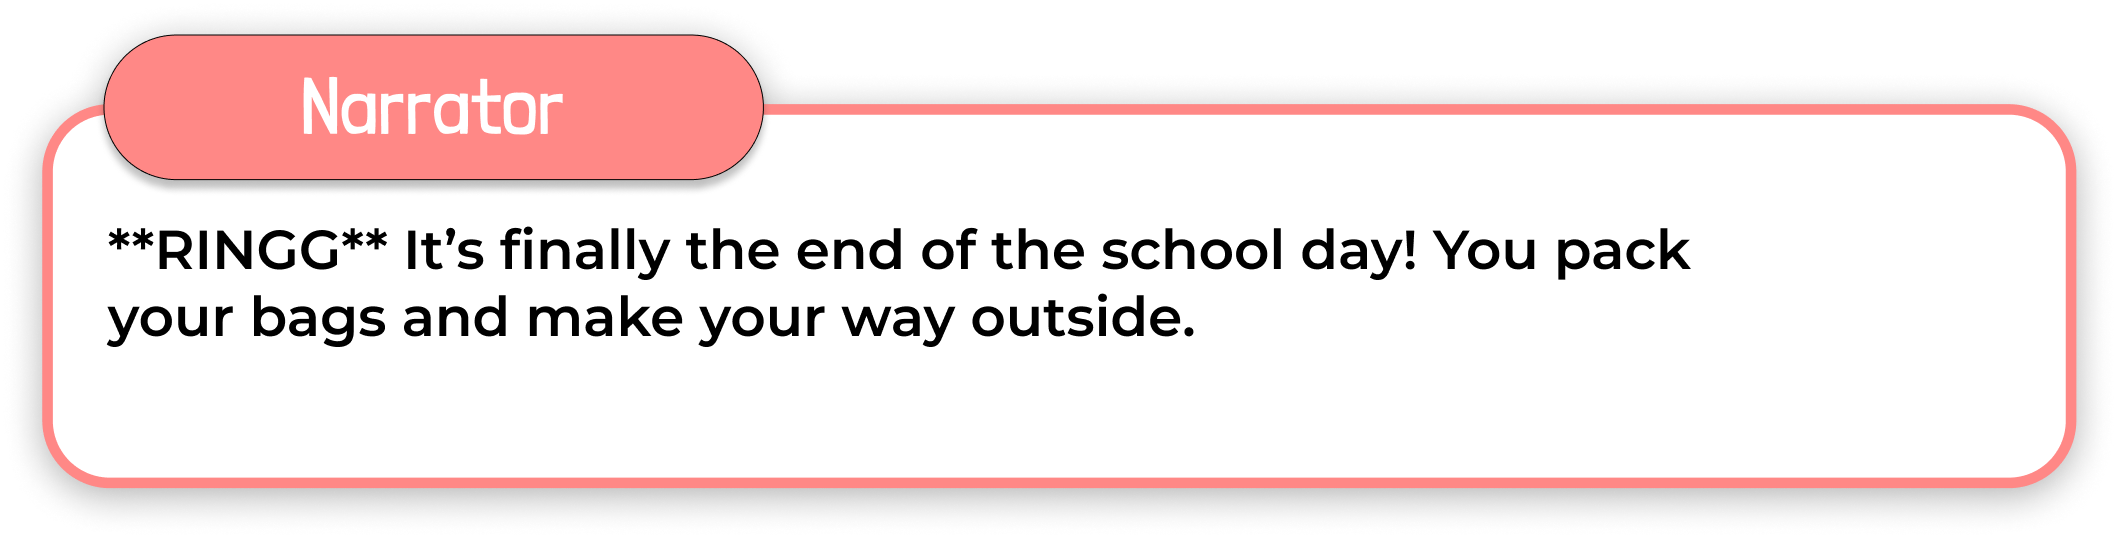 Narrator
**RINGG** It’s finally the end of the school day! You pack
your bags and make your way outside.